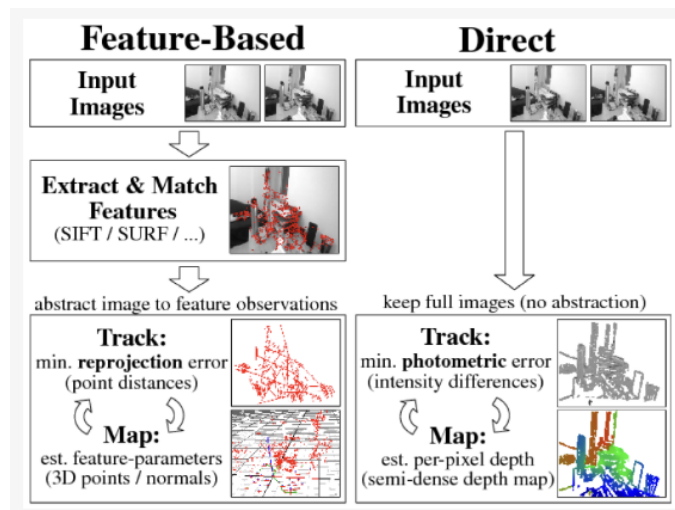 Feature-Based
Input
Images
Extract & Match
Features
(SIFT / SURF / ...)
abstract image to feature observations
Track:
min. reprojection error
(point distances)
Map:
est. feature-parameters
(3D points / normals)
Direct
Input
Images
keep full images (no abstraction)
Track:
min. photometric error
(intensity differences)
Map:
est. per-pixel depth
(semi-dense depth map)